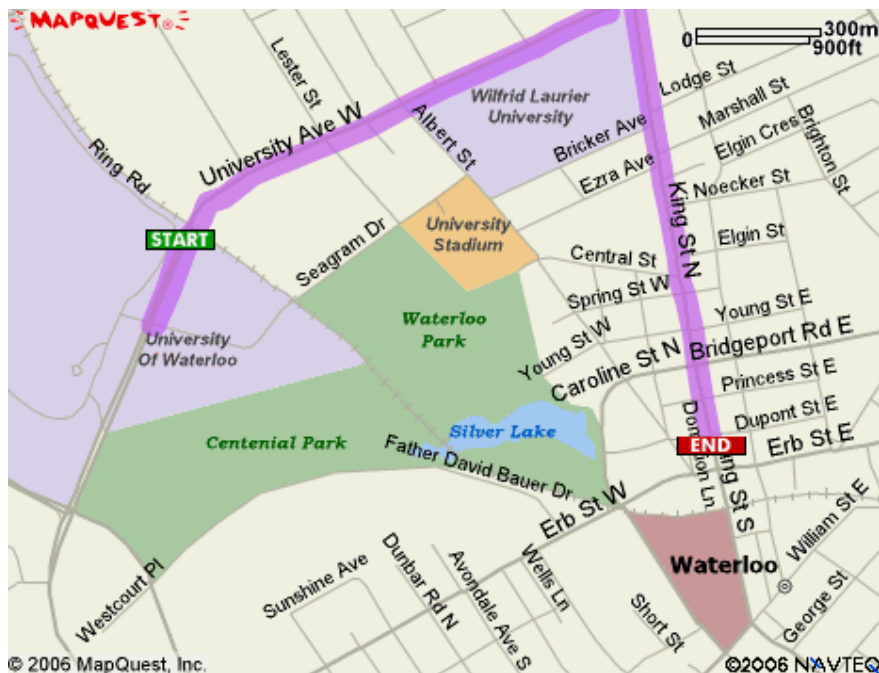 MAPQUEST
300m
0
900ft
Lester St
University Ave W
Albert St
Wilfrid Laurier
University
Lodge St
Marshall St
Bricker Ave
Ezra Ave
Elgin Cres
Brighton St
Ring Rd
King St N
Noecker St
START
Seagram Dr
University
Stadium
Elgin St
Central St
Spring St W
Young St E
Bridgeport Rd E
Young St W
Caroline St N
Waterloo
Park
University
Of Waterloo
Princess St E
Dupont St E
Centenial Park
Silver Lake
END
Erb St E
Father David Bauer Dr
Erb St W
William St E
Waterloo
Westcourt Pl
Sunshine Ave
Dunbar Rd N
Avondale Ave S
Wells Ln
Short St
George St
© 2006 MapQuest, Inc.
©2006 NAVTEQ